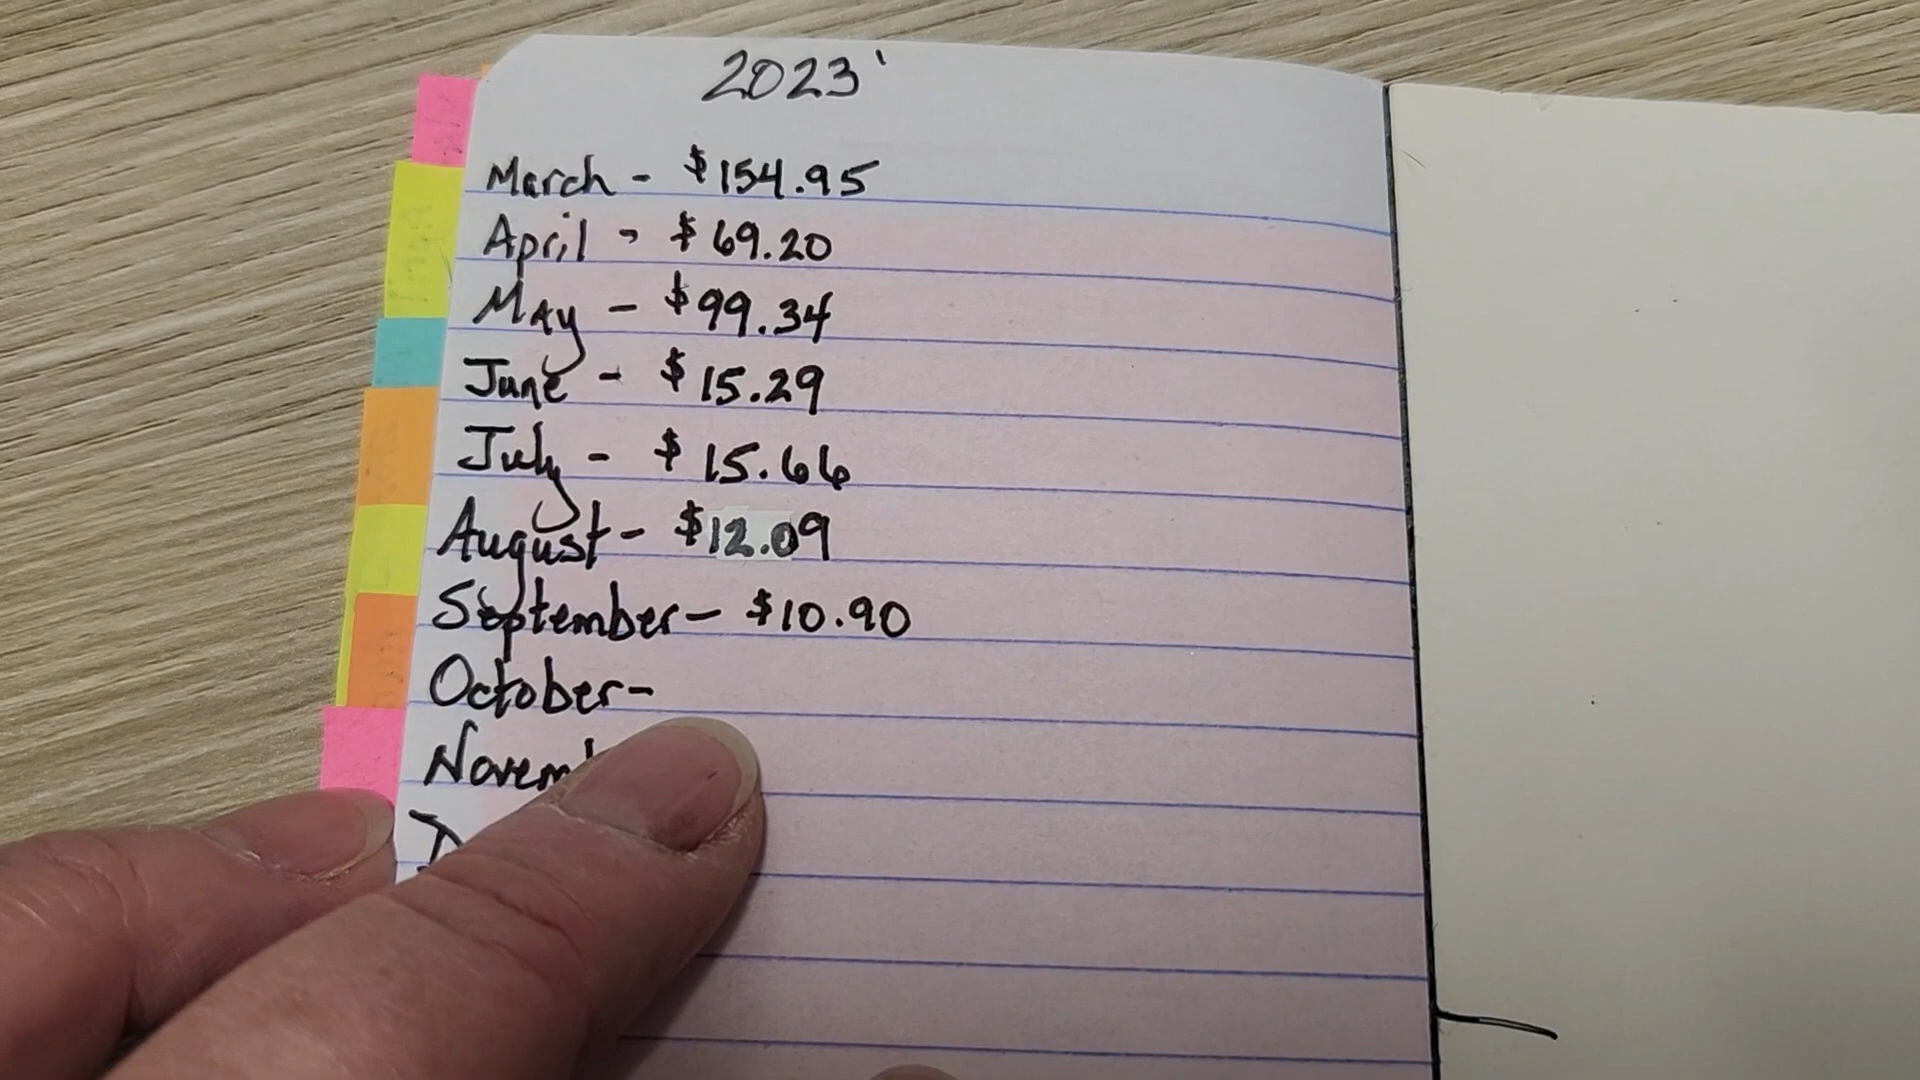 2023'
March - $154.95
April - $69.20
May - $99.34
June - $15.29
July - $15.66
August - $12.09
September - $10.90
October -